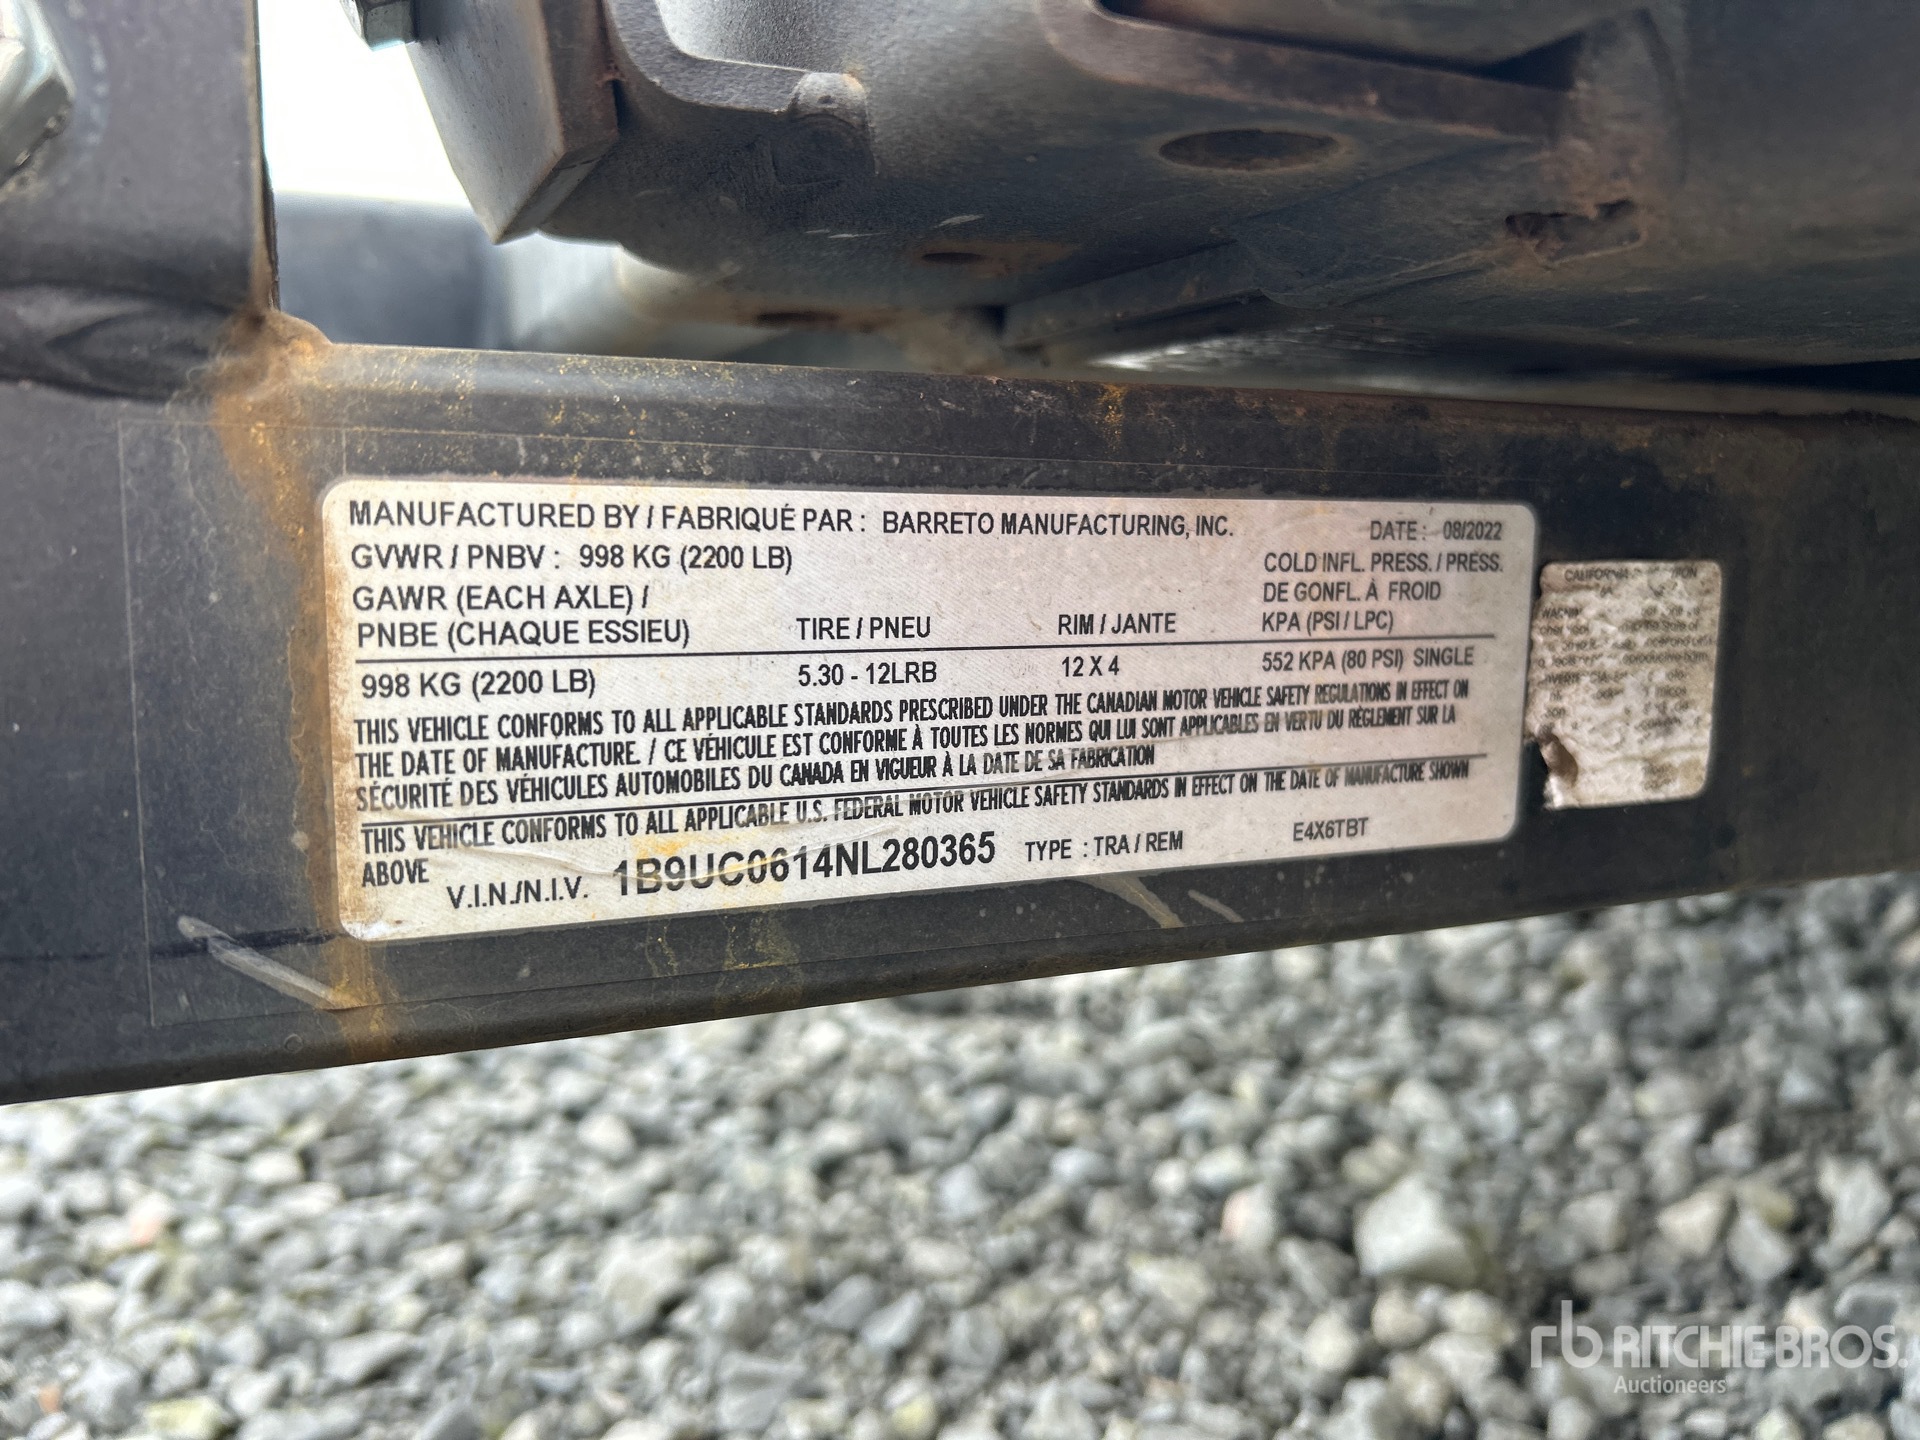 MANUFACTURED BY / FABRIQUÉ PAR : BARRETO MANUFACTURING, INC. DATE : 08/2022
GVWR / PNBV : 998 KG (2200 LB)
COLD INFL. PRESS. / PRESS.
GAWR (EACH AXLE) /
DE GONFL. À FROID
PNBE (CHAQUE ESSIEU) TIRE / PNEU RIM / JANTE KPA (PSI / LPC)
998 KG (2200 LB) 5.30 - 12LRB 12 X 4 552 KPA (80 PSI) SINGLE
THIS VEHICLE CONFORMS TO ALL APPLICABLE STANDARDS PRESCRIBED UNDER THE CANADIAN MOTOR VEHICLE SAFETY REGULATIONS IN EFFECT ON
THE DATE OF MANUFACTURE. / CE VÉHICULE EST CONFORME À TOUTES LES NORMES QUI LUI SONT APPLICABLES EN VERTU DU RÈGLEMENT SUR LA
SÉCURITÉ DES VÉHICULES AUTOMOBILES DU CANADA EN VIGUEUR À LA DATE DE SA FABRICATION
THIS VEHICLE CONFORMS TO ALL APPLICABLE U.S. FEDERAL MOTOR VEHICLE SAFETY STANDARDS IN EFFECT ON THE DATE OF MANUFACTURE SHOWN
ABOVE
V.I.N./N.I.V. 1B9UC0614NL280365 TYPE : TRA / REM E4X6TBT
CALIFORNIA
rb RITCHIE BROS.
Auctioneers